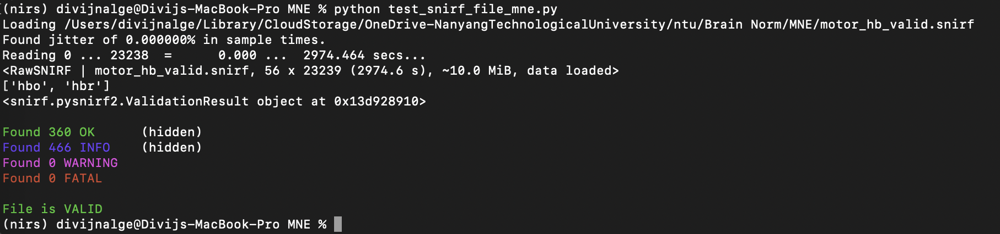 (nirs) divijnalge@Divijs-MacBook-Pro MNE % python test_snirf_file_mne.py
Loading /Users/divijnalge/Library/CloudStorage/OneDrive-NanyangTechnologicalUniversity/ntu/Brain Norm/MNE/motor_hb_valid.snirf
Found jitter of 0.000000% in sample times.
Reading 0 ... 23238  =      0.000 ...  2974.464 secs...
<RawSNIRF | motor_hb_valid.snirf, 56 x 23239 (2974.6 s), ~10.0 MiB, data loaded>
['hbo', 'hbr']
<snirf.pysnirf2.ValidationResult object at 0x13d928910>
Found 360 OK      (hidden)
Found 466 INFO    (hidden)
Found 0 WARNING
Found 0 FATAL
File is VALID
(nirs) divijnalge@Divijs-MacBook-Pro MNE %